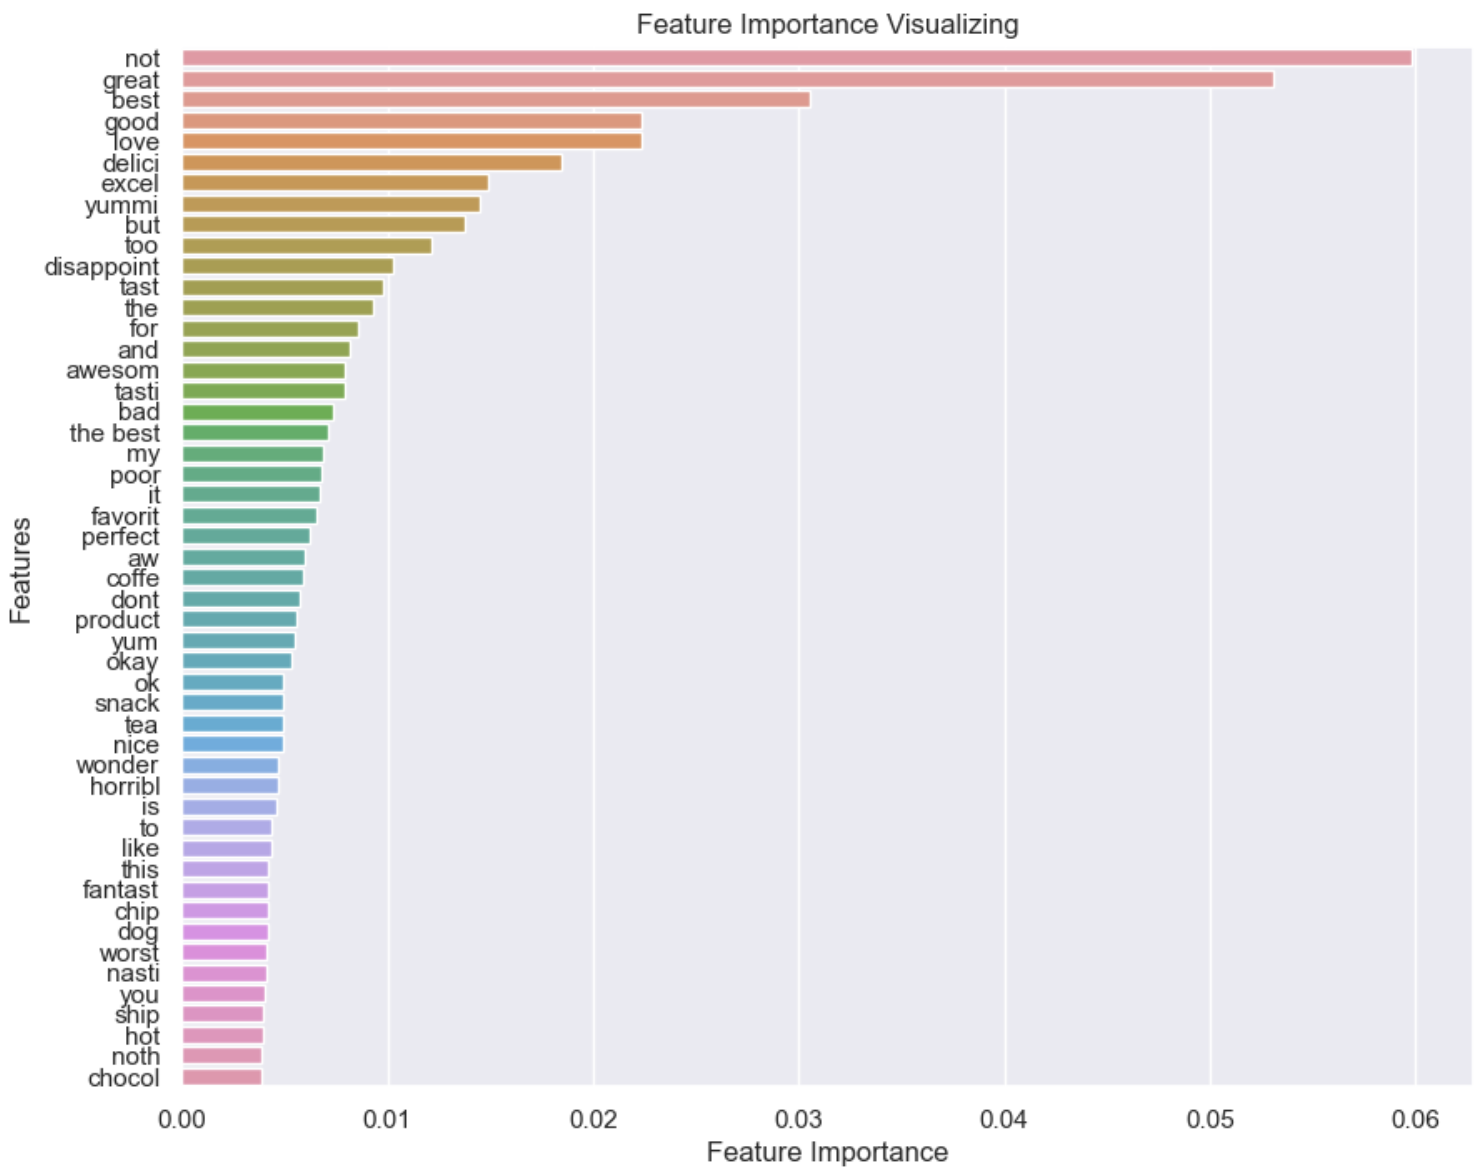 Feature Importance Visualizing
not
great
best
good
love
delici
excel
yummi
but
too
disappoint
tast
the
for
and
awesom
tasti
bad
the best
my
poor
it
favorit
perfect
aw
coffe
dont
product
yum
okay
ok
snack
tea
nice
wonder
horribl
is
to
like
this
fantast
chip
dog
worst
nasti
you
ship
hot
noth
chocol
Features
0.00 0.01 0.02 0.03 0.04 0.05 0.06
Feature Importance